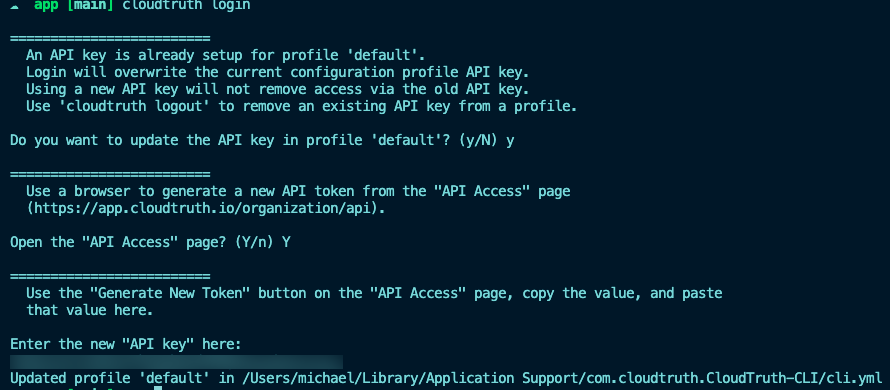 app [main] cloudtruth login
=========================
An API key is already setup for profile 'default'.
Login will overwrite the current configuration profile API key.
Using a new API key will not remove access via the old API key.
Use 'cloudtruth logout' to remove an existing API key from a profile.
Do you want to update the API key in profile 'default'? (y/N) y
=========================
Use a browser to generate a new API token from the "API Access" page
(https://app.cloudtruth.io/organization/api).
Open the "API Access" page? (Y/n) Y
=========================
Use the "Generate New Token" button on the "API Access" page, copy the value, and paste
that value here.
Enter the new "API key" here:
Updated profile 'default' in /Users/michael/Library/Application Support/com.cloudtruth.CloudTruth-CLI/cli.yml